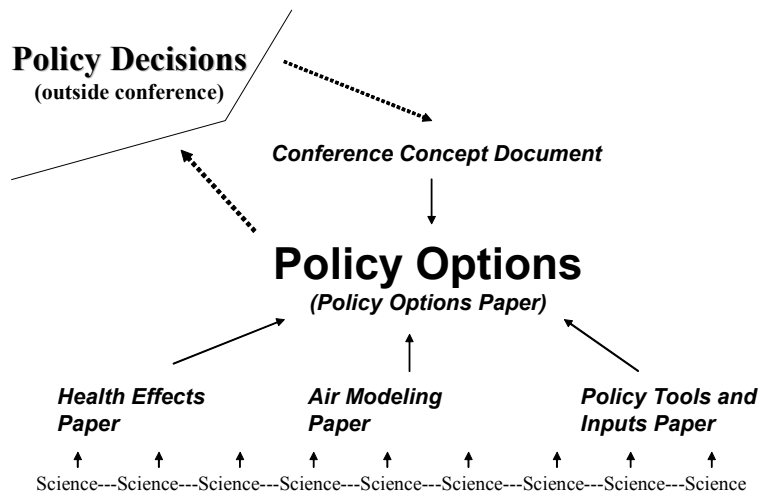 Policy Decisions
(outside conference)
Conference Concept Document
Policy Options
(Policy Options Paper)
Health Effects
Paper
Air Modeling
Paper
Policy Tools and
Inputs Paper
Science---Science---Science---Science---Science---Science---Science---Science---Science